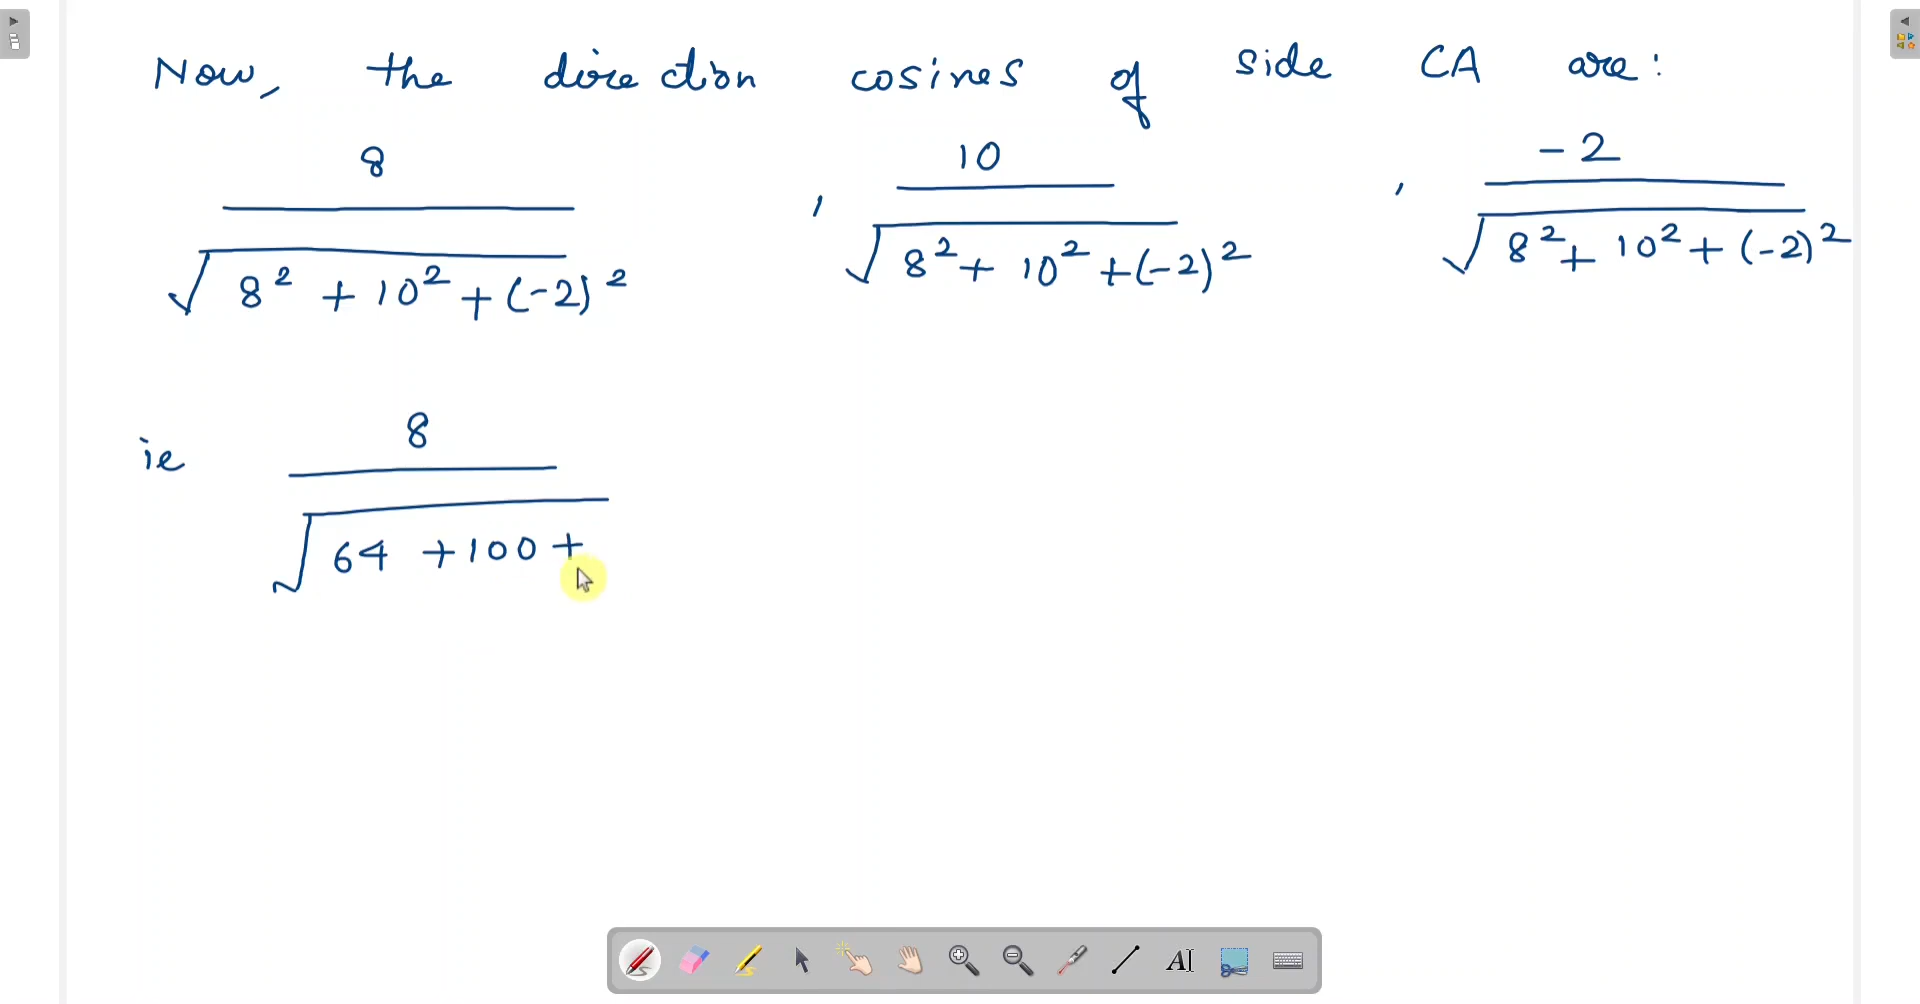 Now, the direction cosines of side CA are:
8 / √(8² + 10² + (-2)²) , 10 / √(8² + 10² + (-2)²) , -2 / √(8² + 10² + (-2)²)
ie 8 / √(64 + 100 +